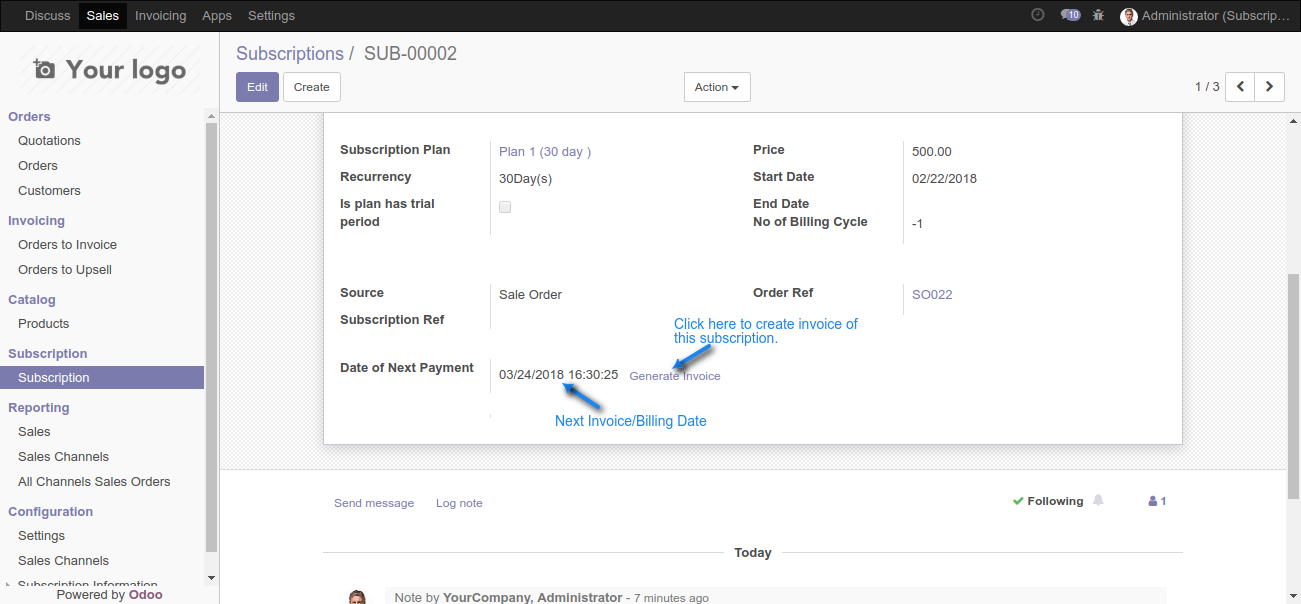 Discuss Sales Invoicing Apps Settings
10 Administrator (Subscrip...
Your logo
Subscriptions / SUB-00002
Edit Create Action 1 / 3
Orders
Quotations
Orders
Customers
Invoicing
Orders to Invoice
Orders to Upsell
Catalog
Products
Subscription
Subscription
Reporting
Sales
Sales Channels
All Channels Sales Orders
Configuration
Settings
Sales Channels
Subscription Information
Powered by Odoo
Subscription Plan Plan 1 (30 day )
Recurrency 30Day(s)
Is plan has trial
period
Price 500.00
Start Date 02/22/2018
End Date
No of Billing Cycle -1
Source Sale Order
Subscription Ref
Order Ref SO022
Click here to create invoice of
this subscription.
Date of Next Payment 03/24/2018 16:30:25 Generate Invoice
Next Invoice/Billing Date
Send message Log note Following 1
Today
Note by YourCompany, Administrator - 7 minutes ago